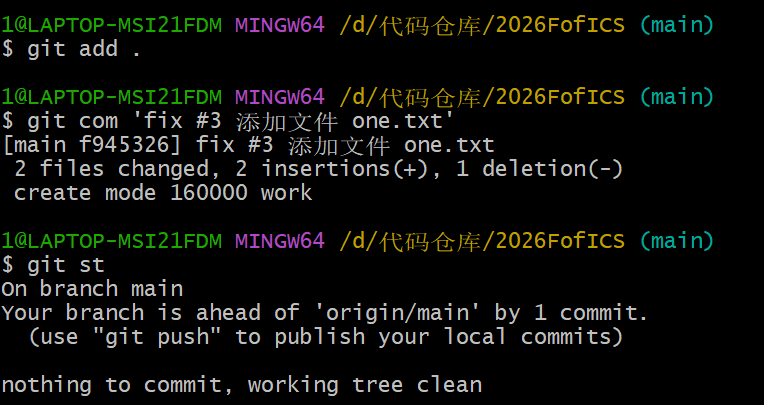 1@LAPTOP-MSI21FDM MINGW64 /d/代码仓库/2026FofICS (main)
$ git add .
1@LAPTOP-MSI21FDM MINGW64 /d/代码仓库/2026FofICS (main)
$ git com 'fix #3 添加文件 one.txt'
[main f945326] fix #3 添加文件 one.txt
 2 files changed, 2 insertions(+), 1 deletion(-)
 create mode 160000 work
1@LAPTOP-MSI21FDM MINGW64 /d/代码仓库/2026FofICS (main)
$ git st
On branch main
Your branch is ahead of 'origin/main' by 1 commit.
  (use "git push" to publish your local commits)
nothing to commit, working tree clean